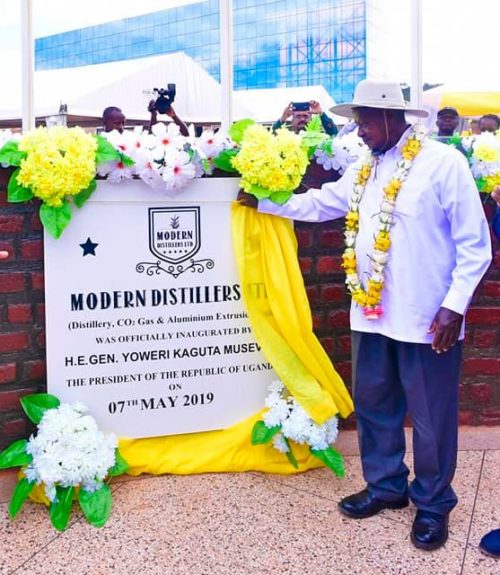 MODERN
DISTILLERS
LTD
MODERN DISTILLERS LTD
(Distillery, CO2 Gas & Aluminium
WAS OFFICIALLY INAUGURATED BY
H.E.GEN. YOWERI KAGUTA
THE PRESIDENT OF THE REPUBLIC OF
ON
07TH MAY 2019